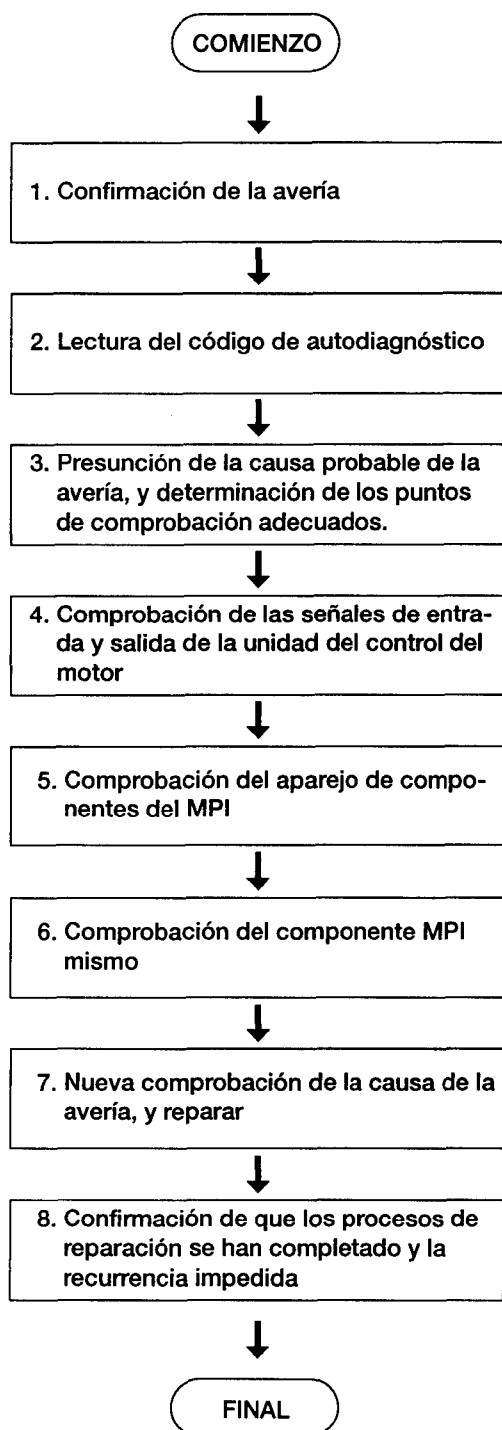 COMIENZO
1. Confirmación de la avería
2. Lectura del código de autodiagnóstico
3. Presunción de la causa probable de la
avería, y determinación de los puntos
de comprobación adecuados.
4. Comprobación de las señales de entra-
da y salida de la unidad del control del
motor
5. Comprobación del aparejo de compo-
nentes del MPI
6. Comprobación del componente MPI
mismo
7. Nueva comprobación de la causa de la
avería, y reparar
8. Confirmación de que los procesos de
reparación se han completado y la
recurrencia impedida
FINAL